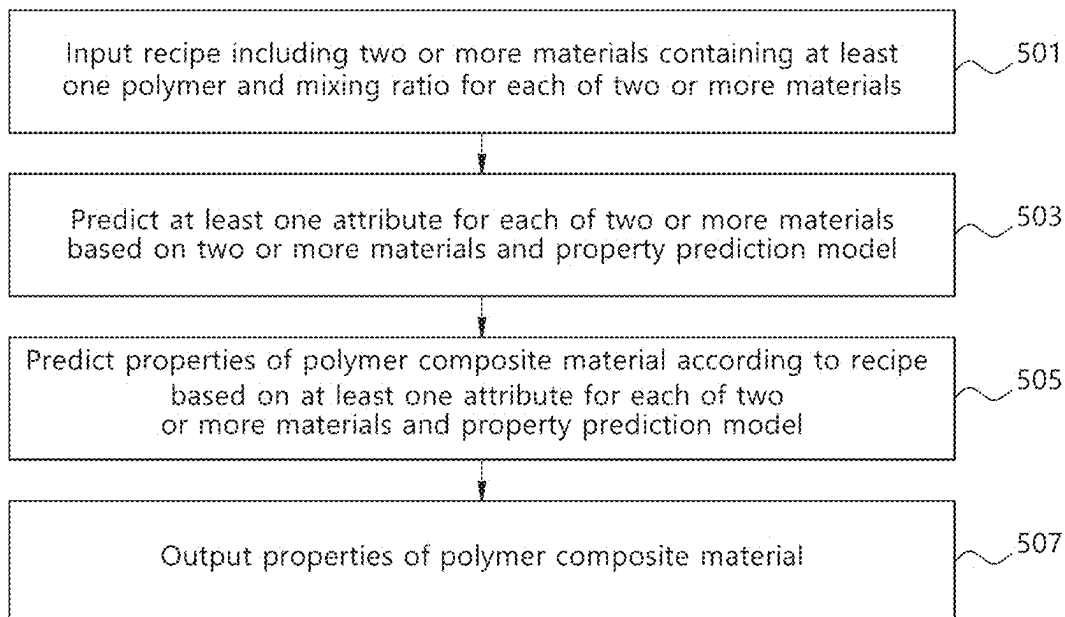 Input recipe including two or more materials containing at least
one polymer and mixing ratio for each of two or more materials
501
Predict at least one attribute for each of two or more materials
based on two or more materials and property prediction model
503
Predict properties of polymer composite material according to recipe
based on at least one attribute for each of two
or more materials and property prediction model
505
Output properties of polymer composite material
507